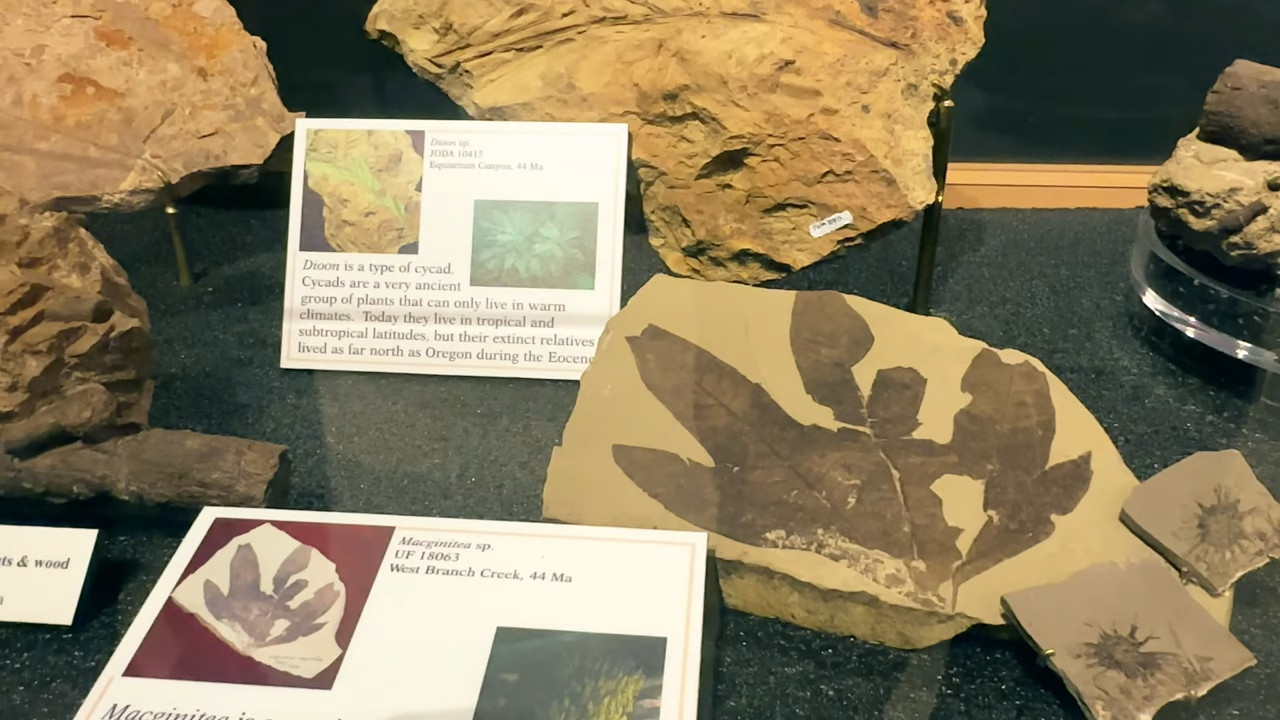 Dioon sp.
JODA 10415
Equisetum Canyon, 44 Ma
Dioon is a type of cycad.
Cycads are a very ancient
group of plants that can only live in warm
climates. Today they live in tropical and
subtropical latitudes, but their extinct relatives
lived as far north as Oregon during the Eocene
ts & wood
Macginitea sp.
UF 18063
West Branch Creek, 44 Ma
Macginitea is